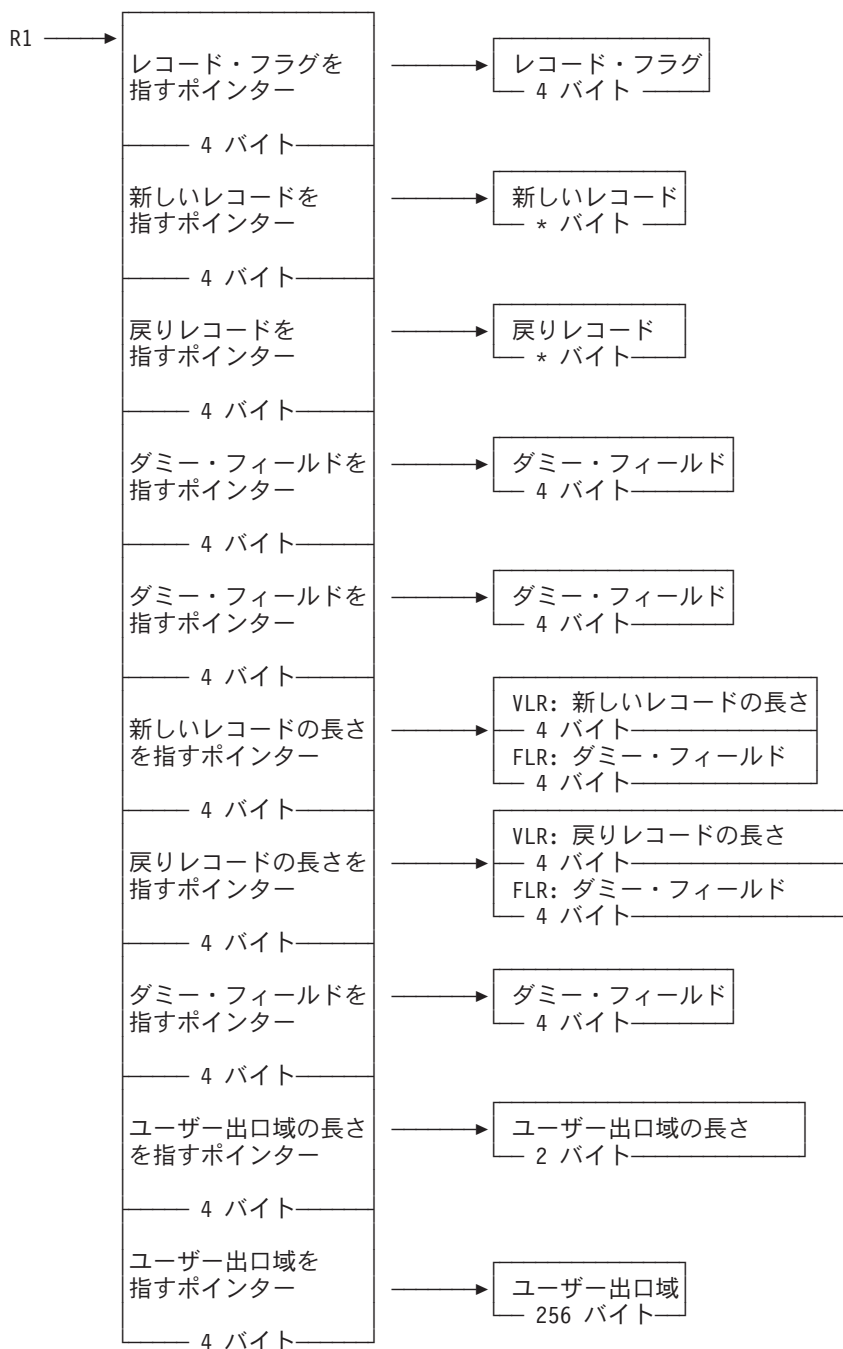 R1
レコード・フラグを
指すポインター
レコード・フラグ
4 バイト
4 バイト
新しいレコードを
指すポインター
新しいレコード
* バイト
4 バイト
戻りレコードを
指すポインター
戻りレコード
* バイト
4 バイト
ダミー・フィールドを
指すポインター
ダミー・フィールド
4 バイト
4 バイト
ダミー・フィールドを
指すポインター
ダミー・フィールド
4 バイト
4 バイト
新しいレコードの長さ
を指すポインター
VLR: 新しいレコードの長さ
4 バイト
FLR: ダミー・フィールド
4 バイト
4 バイト
戻りレコードの長さを
指すポインター
VLR: 戻りレコードの長さ
4 バイト
FLR: ダミー・フィールド
4 バイト
4 バイト
ダミー・フィールドを
指すポインター
ダミー・フィールド
4 バイト
4 バイト
ユーザー出口域の長さ
を指すポインター
ユーザー出口域の長さ
2 バイト
4 バイト
ユーザー出口域を
指すポインター
ユーザー出口域
256 バイト
4 バイト